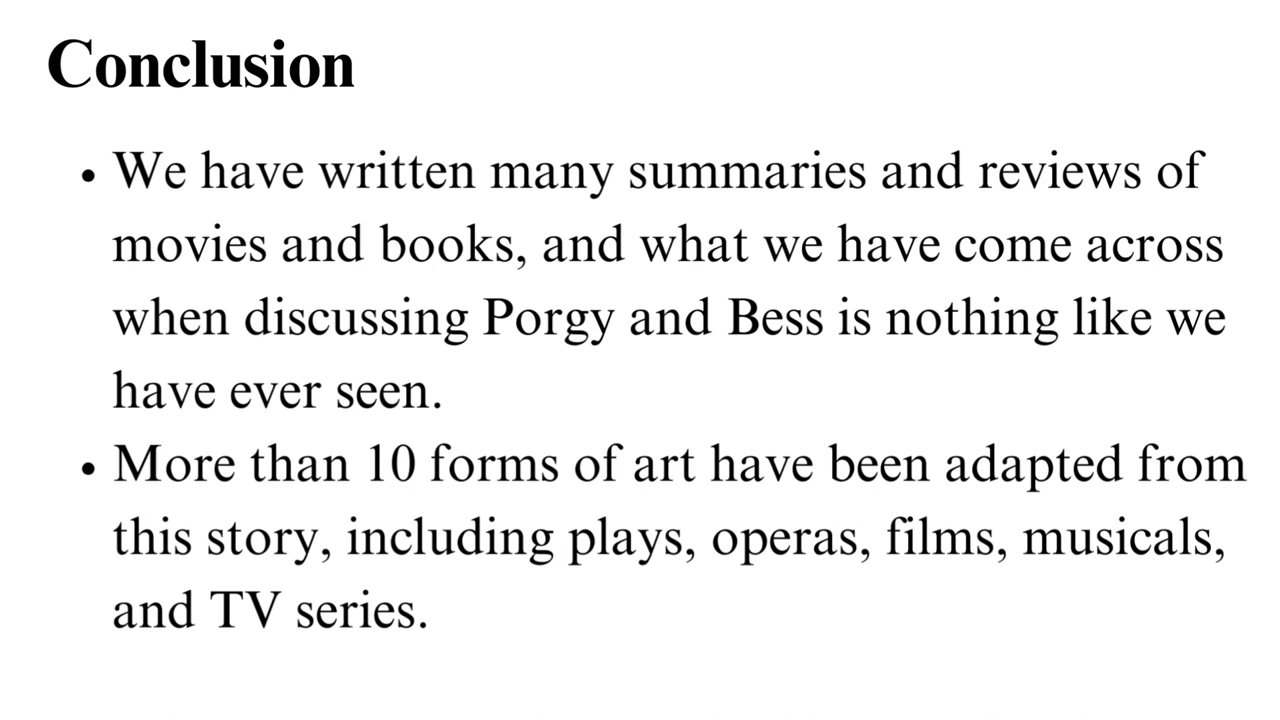 Conclusion
• We have written many summaries and reviews of
movies and books, and what we have come across
when discussing Porgy and Bess is nothing like we
have ever seen.
• More than 10 forms of art have been adapted from
this story, including plays, operas, films, musicals,
and TV series.